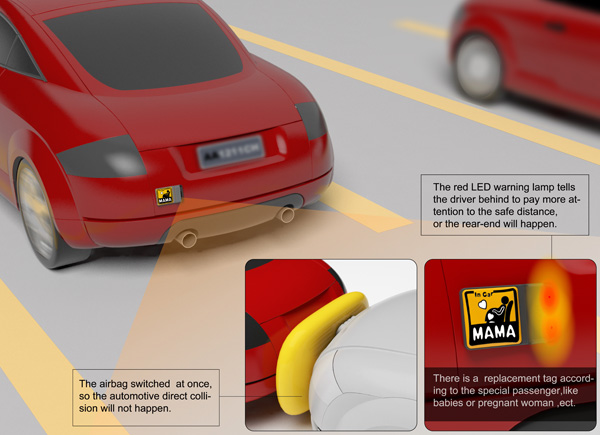 AA1211CH
MAMA
The red LED warning lamp tells
the driver behind to pay more at-
tention to the safe distance,
or the rear-end will happen.
In Car
MAMA
The airbag switched at once,
so the automotive direct colli-
sion will not happen.
There is a replacement tag accord-
ing to the special passenger,like
babies or pregnant woman ,ect.